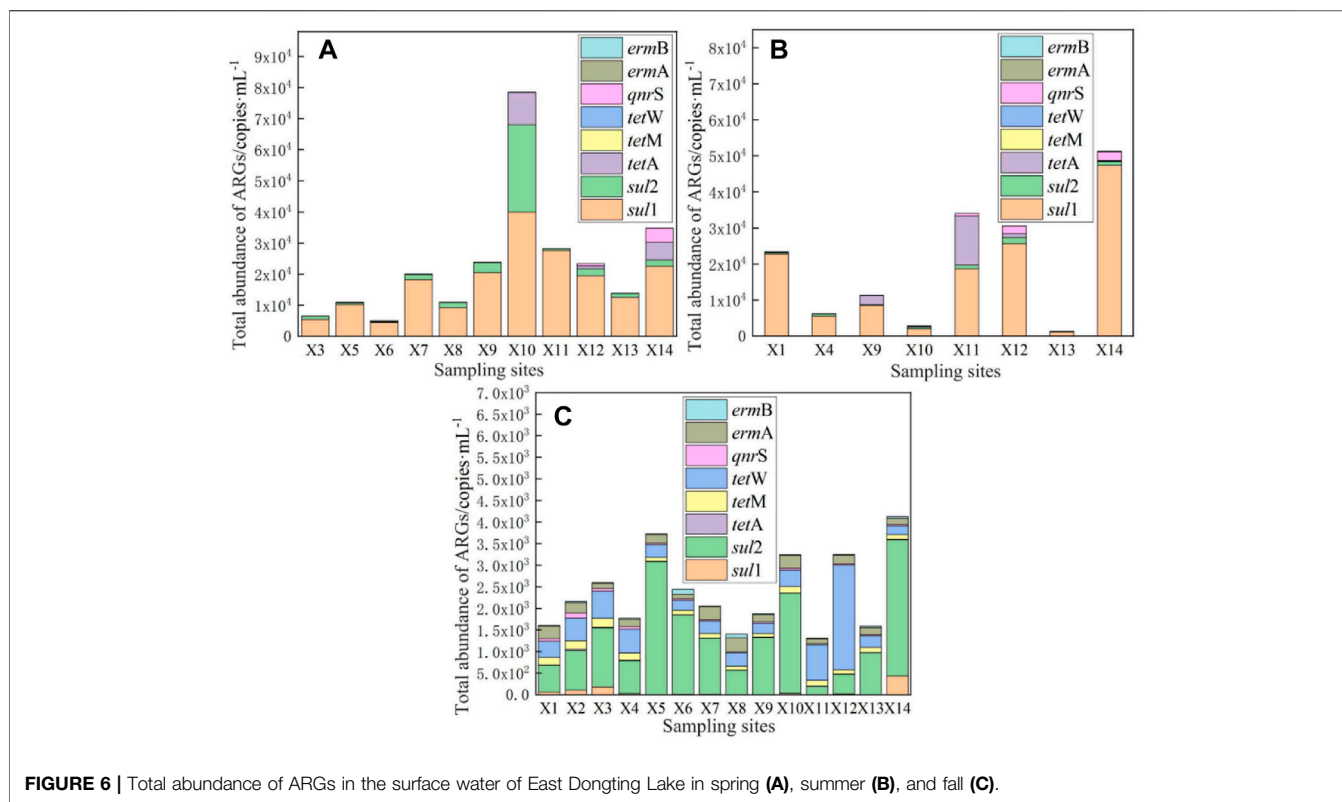 A
ermB
ermA
qnrS
tetW
tetM
tetA
sul2
sul1
Total abundance of ARGs/copies·mL⁻¹
9x10⁴
8x10⁴
7x10⁴
6x10⁴
5x10⁴
4x10⁴
3x10⁴
2x10⁴
1x10⁴
0
X3 X5 X6 X7 X8 X9 X10 X11 X12 X13 X14
Sampling sites
B
ermB
ermA
qnrS
tetW
tetM
tetA
sul2
sul1
Total abundance of ARGs/copies·mL⁻¹
8x10⁴
7x10⁴
6x10⁴
5x10⁴
4x10⁴
3x10⁴
2x10⁴
1x10⁴
0
X1 X4 X9 X10 X11 X12 X13 X14
Sampling sites
C
ermB
ermA
qnrS
tetW
tetM
tetA
sul2
sul1
Total abundance of ARGs/copies·mL⁻¹
7.0x10³
6.5x10³
6.0x10³
5.5x10³
5.0x10³
4.5x10³
4.0x10³
3.5x10³
3.0x10³
2.5x10³
2.0x10³
1.5x10³
1.0x10³
5.0x10²
0.0
X1 X2 X3 X4 X5 X6 X7 X8 X9 X10 X11 X12 X13 X14
Sampling sites
FIGURE 6 | Total abundance of ARGs in the surface water of East Dongting Lake in spring (A), summer (B), and fall (C).